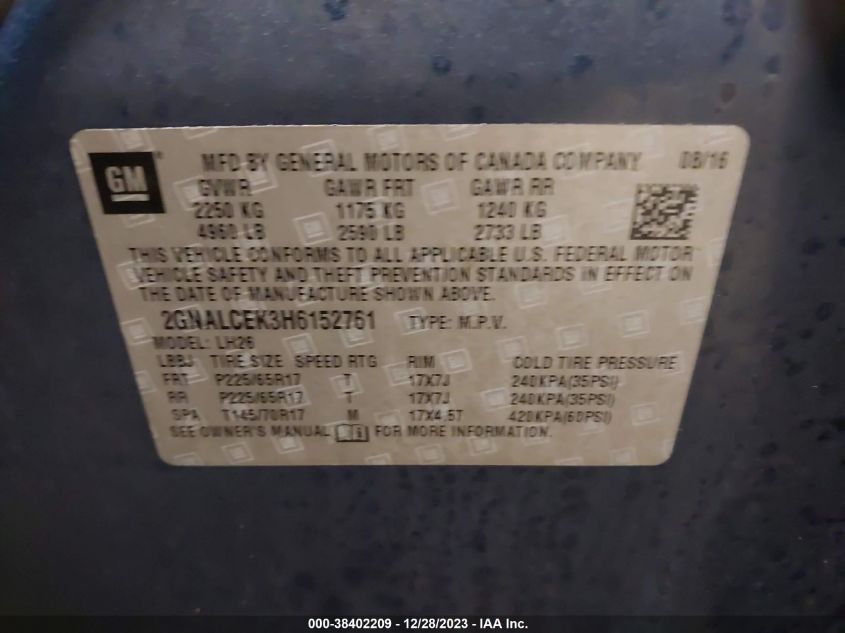 GM MFD BY GENERAL MOTORS OF CANADA COMPANY 08/16
GVWR GAWR FRT GAWR RR
2250 KG 1175 KG 1240 KG
4960 LB 2590 LB 2733 LB
THIS VEHICLE CONFORMS TO ALL APPLICABLE U.S. FEDERAL MOTOR
VEHICLE SAFETY AND THEFT PREVENTION STANDARDS IN EFFECT ON
THE DATE OF MANUFACTURE SHOWN ABOVE.
2GNALCEK3H6152761 TYPE: M.P.V.
MODEL: LH26
LBBJ TIRE SIZE SPEED RTG RIM COLD TIRE PRESSURE
FRT P225/65R17 T 17X7J 240KPA(35PSI)
RR P225/65R17 T 17X7J 240KPA(35PSI)
SPA T145/70R17 M 17X4.5T 420KPA(60PSI)
SEE OWNER'S MANUAL FOR MORE INFORMATION.
000-38402209 - 12/28/2023 - IAA Inc.